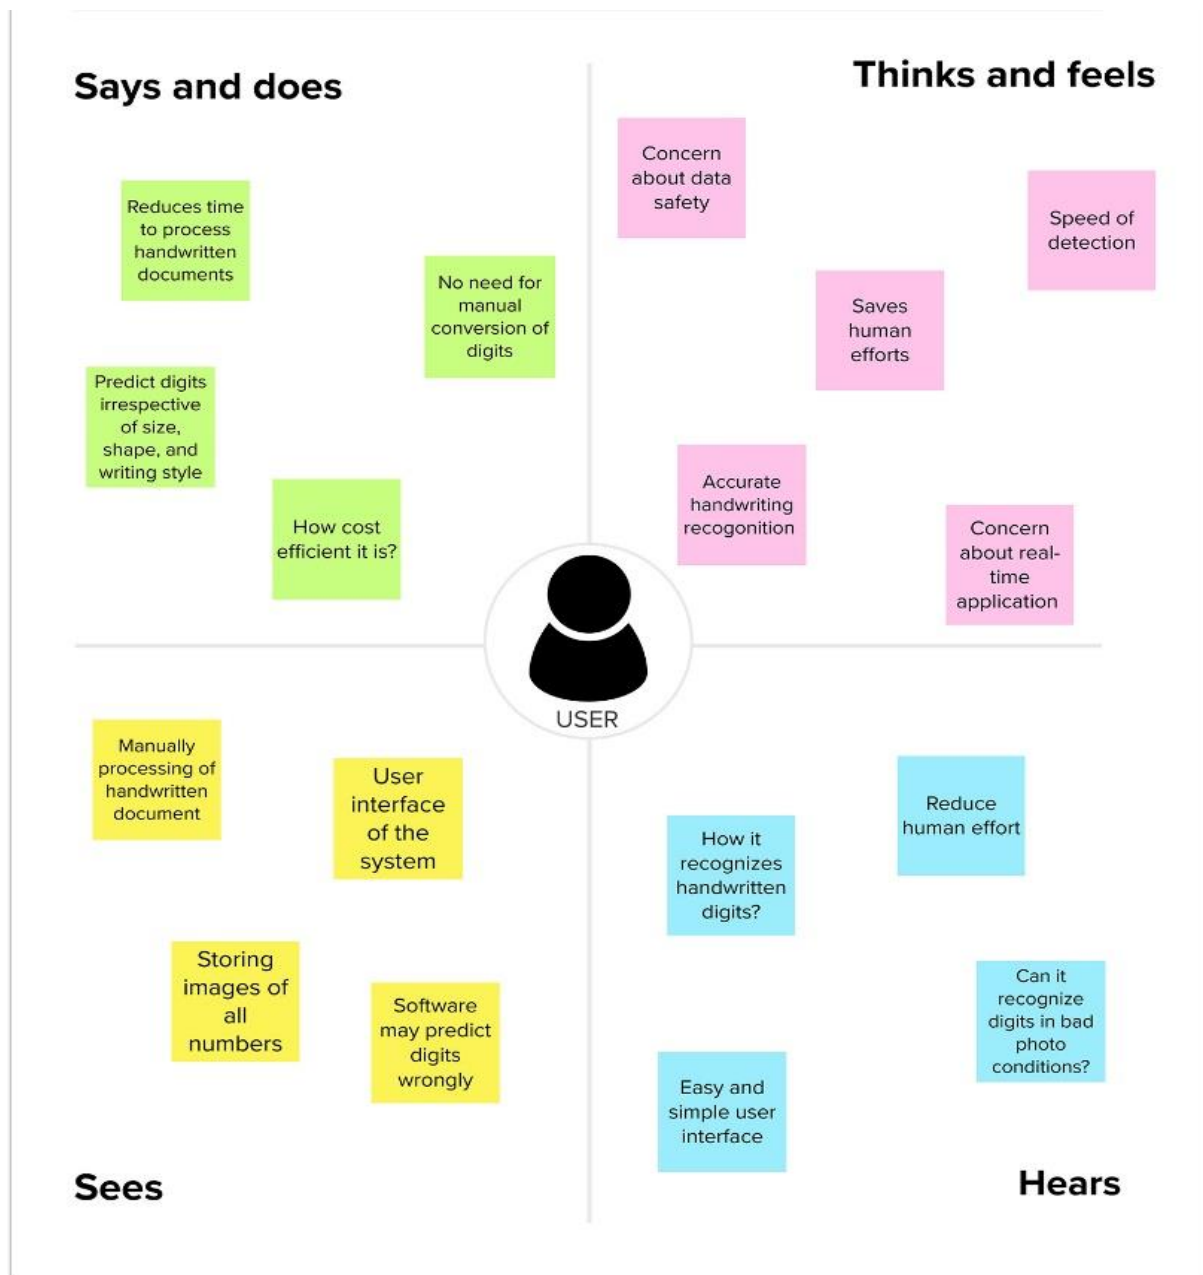 Says and does
Reduces time
to process
handwritten
documents
No need for
manual
conversion of
digits
Predict digits
irrespective
of size,
shape, and
writing style
How cost
efficient it is?
Thinks and feels
Concern
about data
safety
Speed of
detection
Saves
human
efforts
Accurate
handwriting
recogonition
Concern
about real-
time
application
USER
Manually
processing of
handwritten
document
User
interface
of the
system
Storing
images of
all
numbers
Software
may predict
digits
wrongly
Sees
Reduce
human effort
How it
recognizes
handwritten
digits?
Can it
recognize
digits in bad
photo
conditions?
Easy and
simple user
interface
Hears